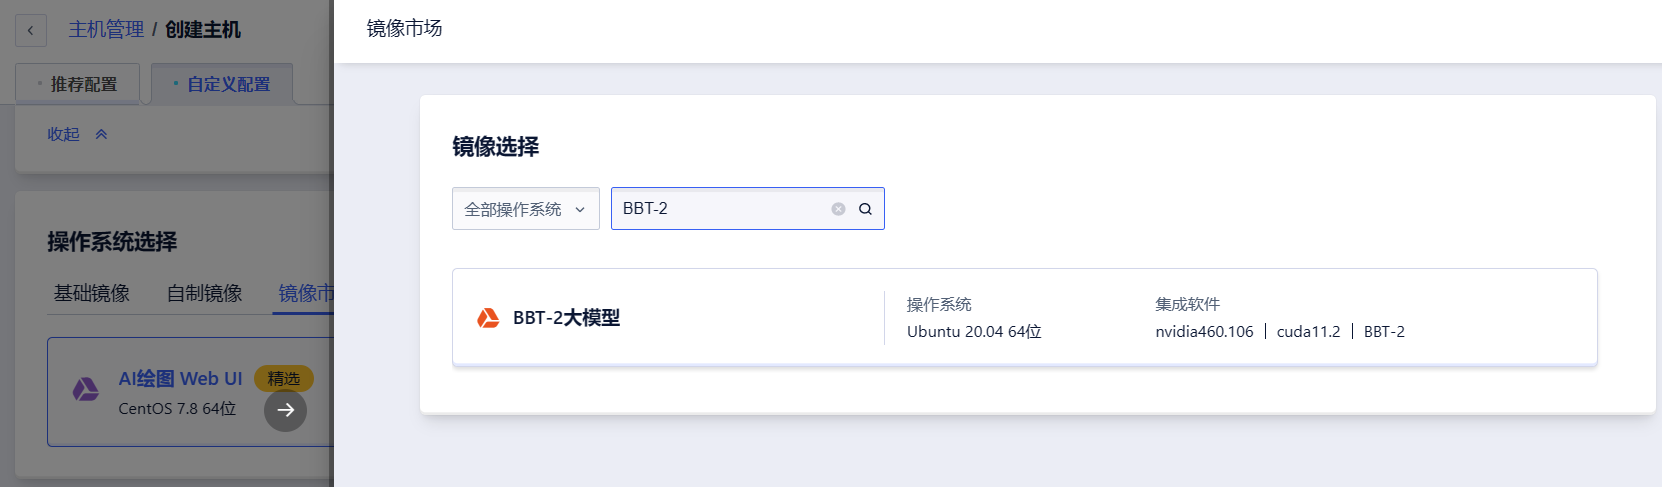 主机管理 / 创建主机
推荐配置
自定义配置
收起
操作系统选择
基础镜像
自制镜像
镜像市
AI绘图 Web UI
精选
CentOS 7.8 64位
镜像市场
镜像选择
全部操作系统
BBT-2
BBT-2大模型
操作系统
Ubuntu 20.04 64位
集成软件
nvidia460.106 | cuda11.2 | BBT-2